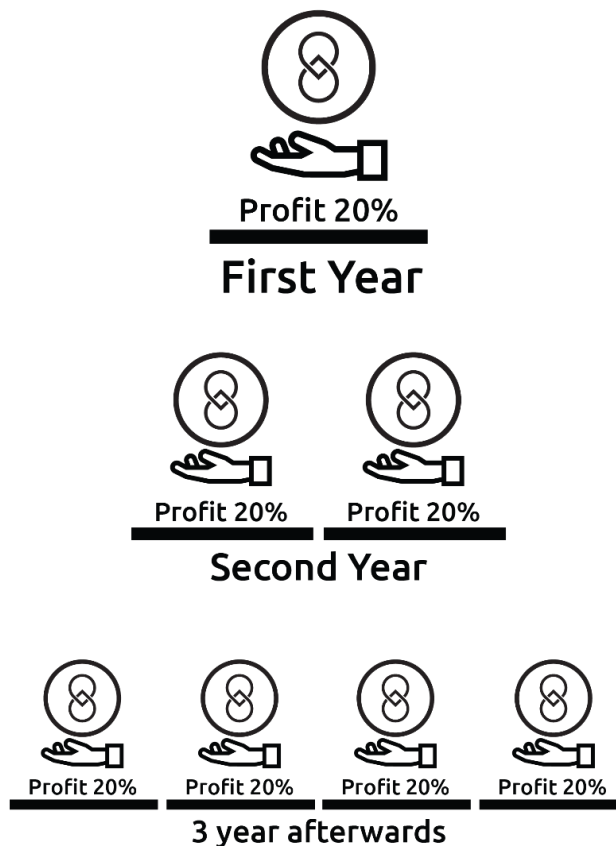 Profit 20%
First Year
Profit 20% Profit 20%
Second Year
Profit 20% Profit 20% Profit 20% Profit 20%
3 year afterwards